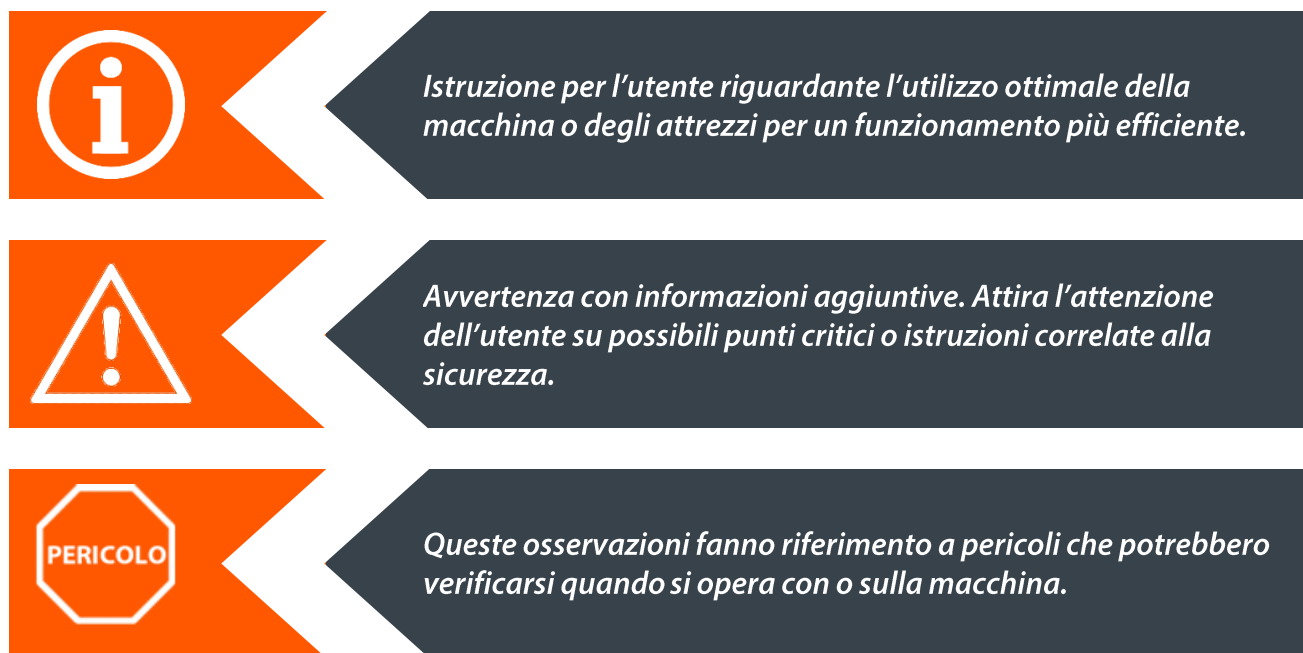 Istruzione per l’utente riguardante l’utilizzo ottimale della
macchina o degli attrezzi per un funzionamento più efficiente.
Avvertenza con informazioni aggiuntive. Attira l’attenzione
dell’utente su possibili punti critici o istruzioni correlate alla
sicurezza.
PERICOLO
Queste osservazioni fanno riferimento a pericoli che potrebbero
verificarsi quando si opera con o sulla macchina.